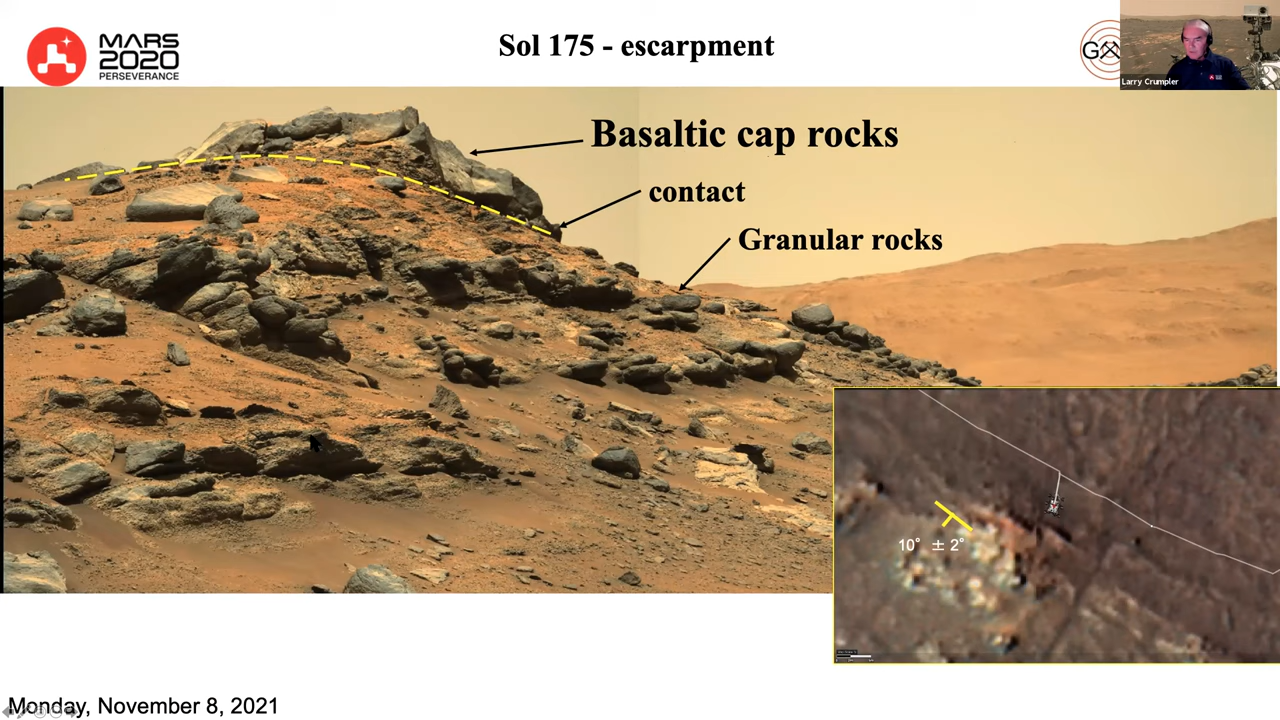 MARS
2020
PERSEVERANCE
Sol 175 - escarpment
Larry Crumpler
Basaltic cap rocks
contact
Granular rocks
10° ± 2°
Monday, November 8, 2021